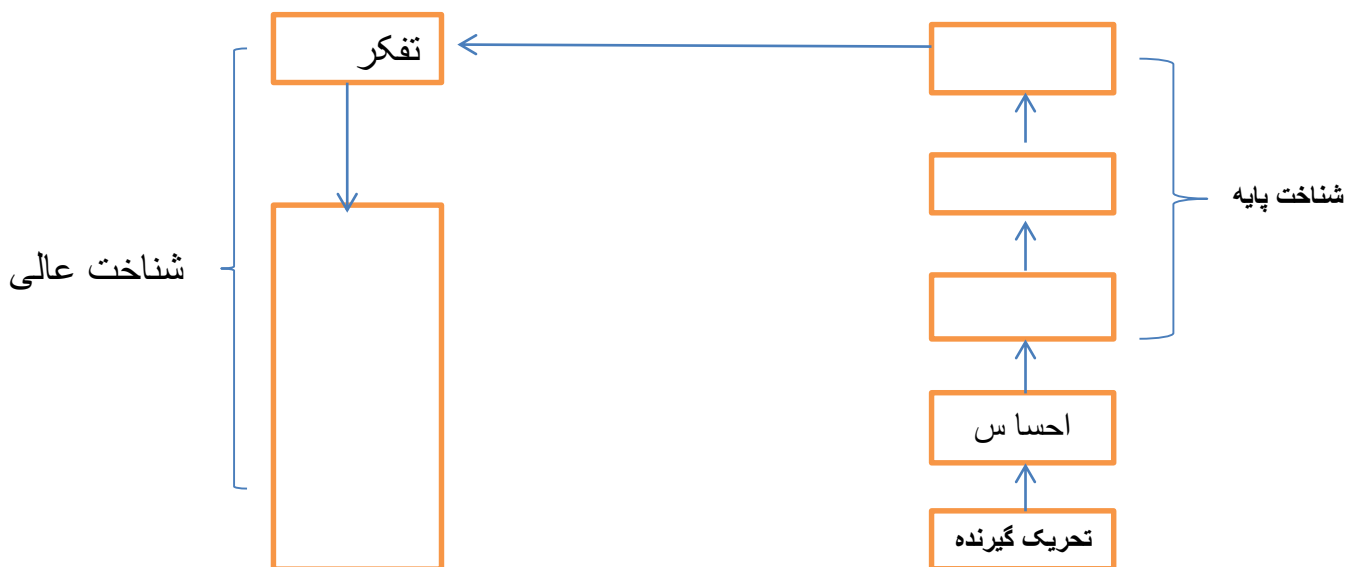 تفکر
شناخت پایه
شناخت عالی
احسا س
تحریک گیرنده